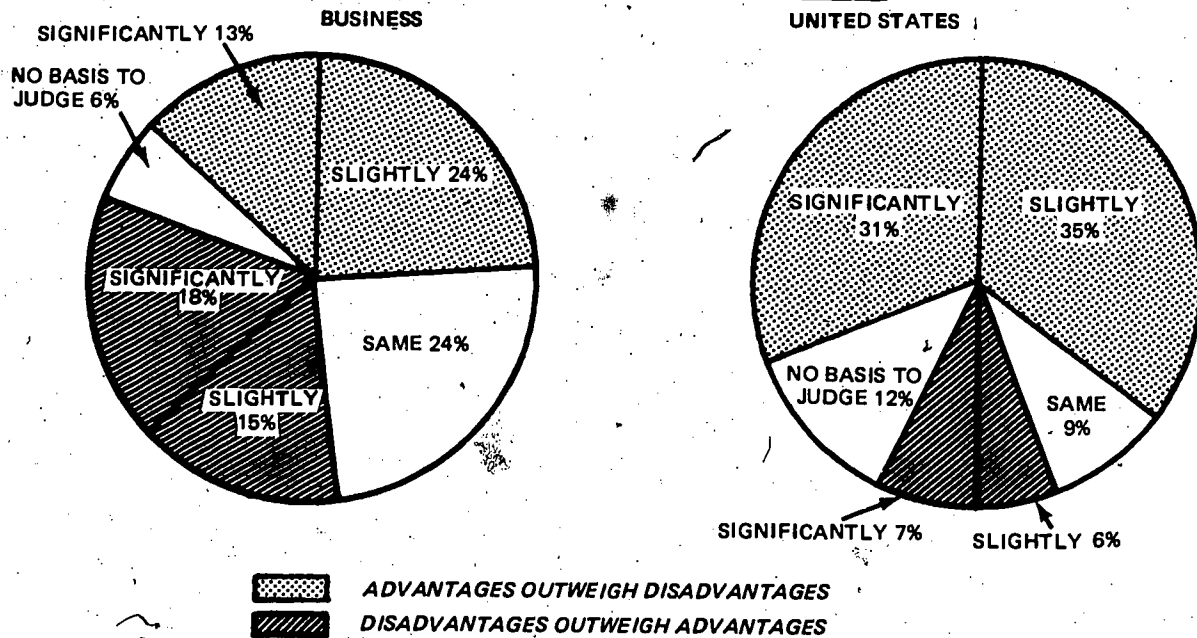 BUSINESS
SIGNIFICANTLY 13%
NO BASIS TO
JUDGE 6%
SLIGHTLY 24%
SIGNIFICANTLY
18%
SAME 24%
SLIGHTLY
15%
UNITED STATES
SIGNIFICANTLY
31%
SLIGHTLY
35%
NO BASIS TO
JUDGE 12%
SAME
9%
SIGNIFICANTLY 7%
SLIGHTLY 6%
ADVANTAGES OUTWEIGH DISADVANTAGES
DISADVANTAGES OUTWEIGH ADVANTAGES